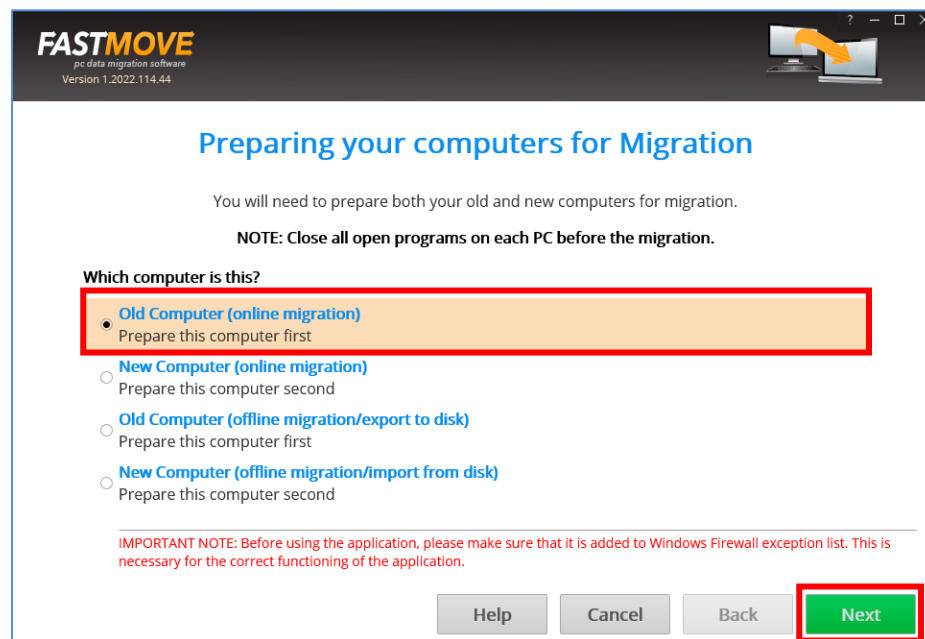 FASTMOVE
pc data migration software
Version 1.2022.114.44
?
Preparing your computers for Migration
You will need to prepare both your old and new computers for migration.
NOTE: Close all open programs on each PC before the migration.
Which computer is this?
Old Computer (online migration)
Prepare this computer first
New Computer (online migration)
Prepare this computer second
Old Computer (offline migration/export to disk)
Prepare this computer first
New Computer (offline migration/import from disk)
Prepare this computer second
IMPORTANT NOTE: Before using the application, please make sure that it is added to Windows Firewall exception list. This is
necessary for the correct functioning of the application.
Help Cancel Back Next